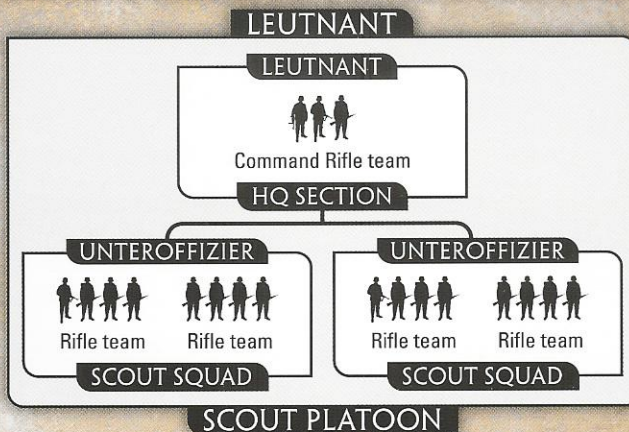 LEUTNANT
LEUTNANT
Command Rifle team
HQ SECTION
UNTEROFFIZIER
Rifle team Rifle team
SCOUT SQUAD
UNTEROFFIZIER
Rifle team Rifle team
SCOUT SQUAD
SCOUT PLATOON